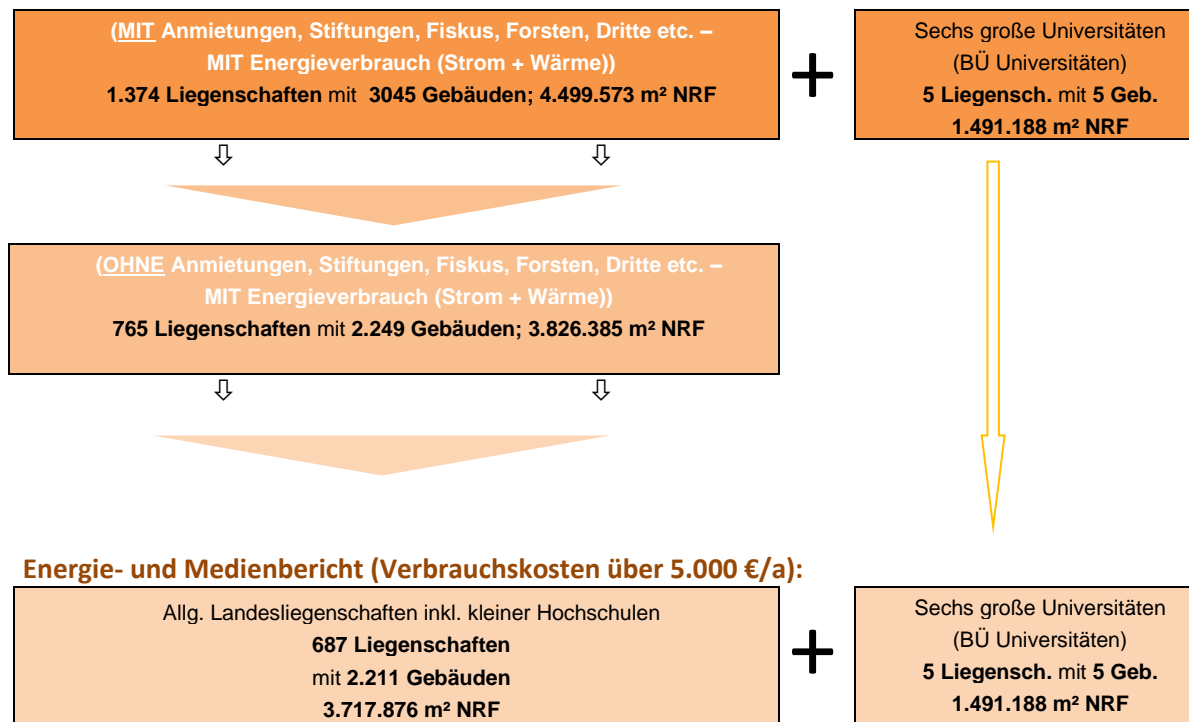 (MIT Anmietungen, Stiftungen, Fiskus, Forsten, Dritte etc. –
MIT Energieverbrauch (Strom + Wärme))
1.374 Liegenschaften mit 3045 Gebäuden; 4.499.573 m² NRF
+
Sechs große Universitäten
(BÜ Universitäten)
5 Liegensch. mit 5 Geb.
1.491.188 m² NRF
(OHNE Anmietungen, Stiftungen, Fiskus, Forsten, Dritte etc. –
MIT Energieverbrauch (Strom + Wärme))
765 Liegenschaften mit 2.249 Gebäuden; 3.826.385 m² NRF
Energie- und Medienbericht (Verbrauchskosten über 5.000 €/a):
Allg. Landesliegenschaften inkl. kleiner Hochschulen
687 Liegenschaften
mit 2.211 Gebäuden
3.717.876 m² NRF
+
Sechs große Universitäten
(BÜ Universitäten)
5 Liegensch. mit 5 Geb.
1.491.188 m² NRF